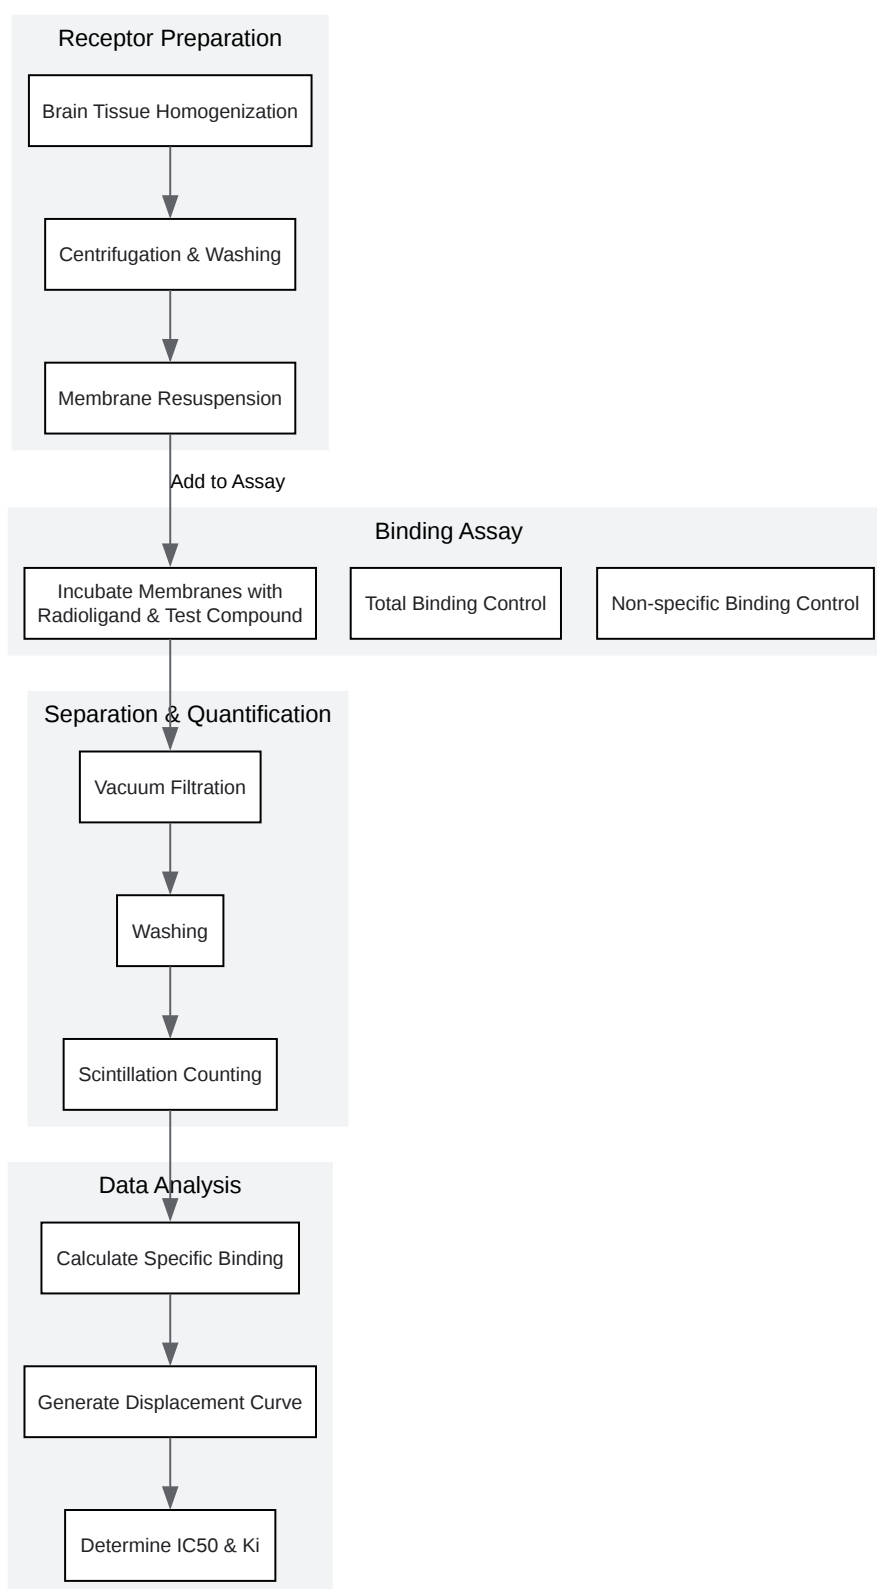 Receptor Preparation
Brain Tissue Homogenization
Centrifugation & Washing
Membrane Resuspension
Add to Assay
Binding Assay
Incubate Membranes with
Radioligand & Test Compound
Total Binding Control
Non-specific Binding Control
Separation & Quantification
Vacuum Filtration
Washing
Scintillation Counting
Data Analysis
Calculate Specific Binding
Generate Displacement Curve
Determine IC50 & Ki